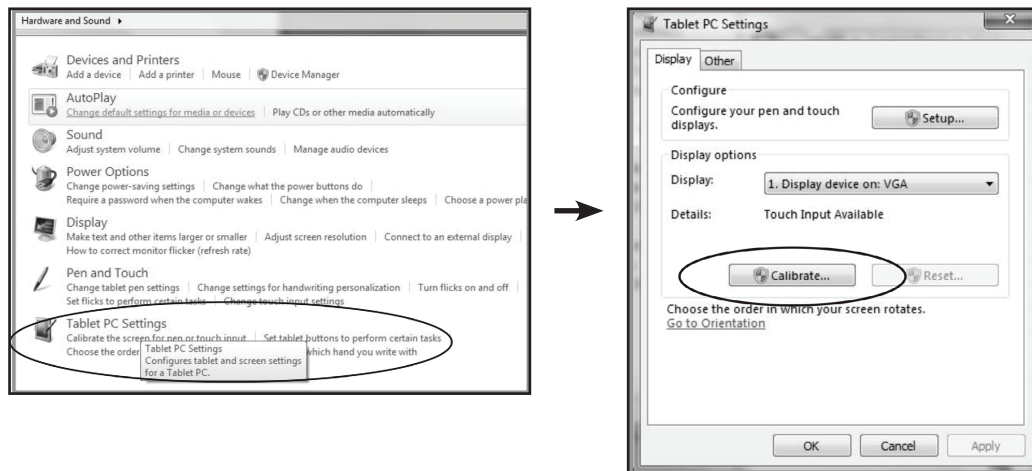 Hardware and Sound
Devices and Printers
Add a device Add a printer Mouse Device Manager
AutoPlay
Change default settings for media or devices Play CDs or other media automatically
Sound
Adjust system volume Change system sounds Manage audio devices
Power Options
Change power-saving settings Change what the power buttons do
Require a password when the computer wakes Change when the computer sleeps Choose a power pla
Display
Make text and other items larger or smaller Adjust screen resolution Connect to an external display
How to correct monitor flicker (refresh rate)
Pen and Touch
Change tablet pen settings Change settings for handwriting personalization Turn flicks on and off
Set flicks to perform certain tasks Change touch input settings
Tablet PC Settings
Calibrate the screen for pen or touch input Set tablet buttons to perform certain tasks
Choose the order which hand you write with
Tablet PC Settings
Configures tablet and screen settings
for a Tablet PC.
Tablet PC Settings
X
Display Other
Configure
Configure your pen and touch
displays.
Setup...
Display options
Display: 1. Display device on: VGA
Details: Touch Input Available
Calibrate... Reset...
Choose the order in which your screen rotates.
Go to Orientation
OK Cancel Apply